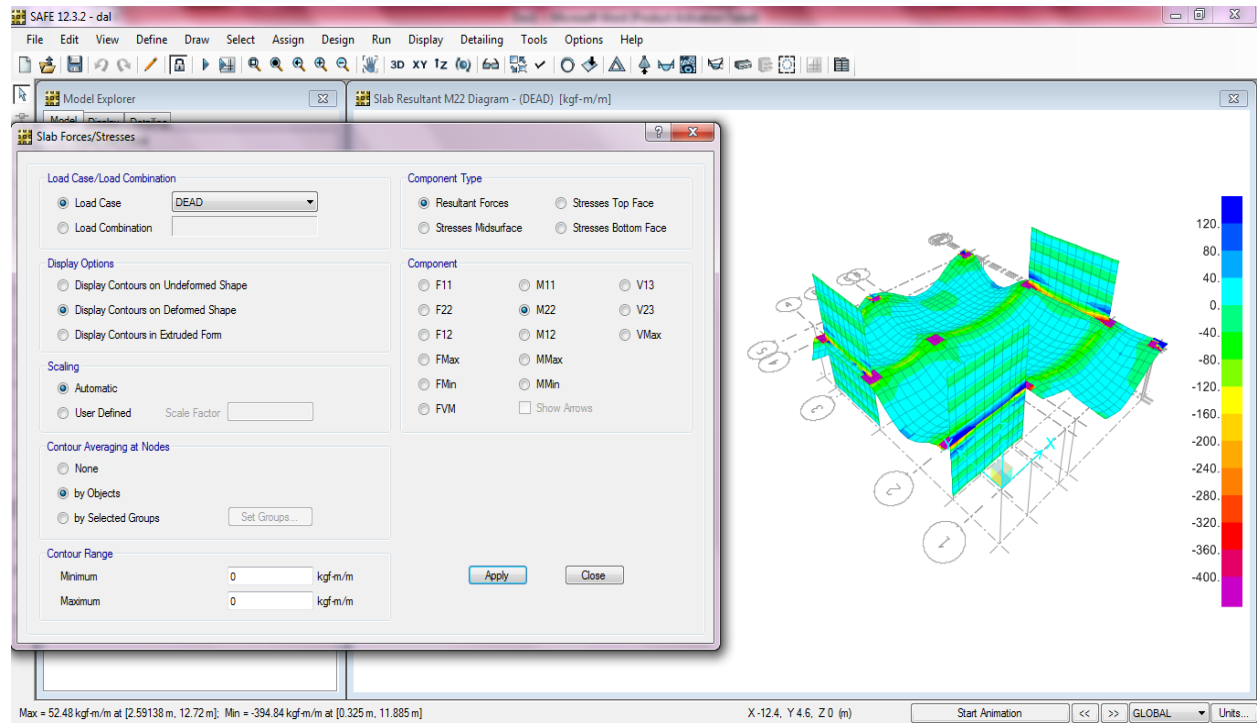 SAFE 12.3.2 - dal
File Edit View Define Draw Select Assign Design Run Display Detailing Tools Options Help
3D XY
Model Explorer
Slab Resultant M22 Diagram - (DEAD) [kgf-m/m]
Model Display Detailing
Slab Forces/Stresses
Load Case/Load Combination
Load Case DEAD
Load Combination
Display Options
Display Contours on Undeformed Shape
Display Contours on Deformed Shape
Display Contours in Extruded Form
Scaling
Automatic
User Defined Scale Factor
Contour Averaging at Nodes
None
by Objects
by Selected Groups Set Groups...
Contour Range
Minimum 0 kgf-m/m
Maximum 0 kgf-m/m
Component Type
Resultant Forces Stresses Top Face
Stresses Midsurface Stresses Bottom Face
Component
F11 M11 V13
F22 M22 V23
F12 M12 VMax
FMax MMax
FMin MMin
FVM Show Arrows
Apply Close
3
2
1
X
120.
80.
40.
0.
-40.
-80.
-120.
-160.
-200.
-240.
-280.
-320.
-360.
-400.
Max = 52.48 kgf-m/m at [2.59138 m, 12.72 m]; Min = -394.84 kgf-m/m at [0.325 m, 11.885 m]
X -12.4, Y 4.6, Z 0 (m) Start Animation << >> GLOBAL Units...